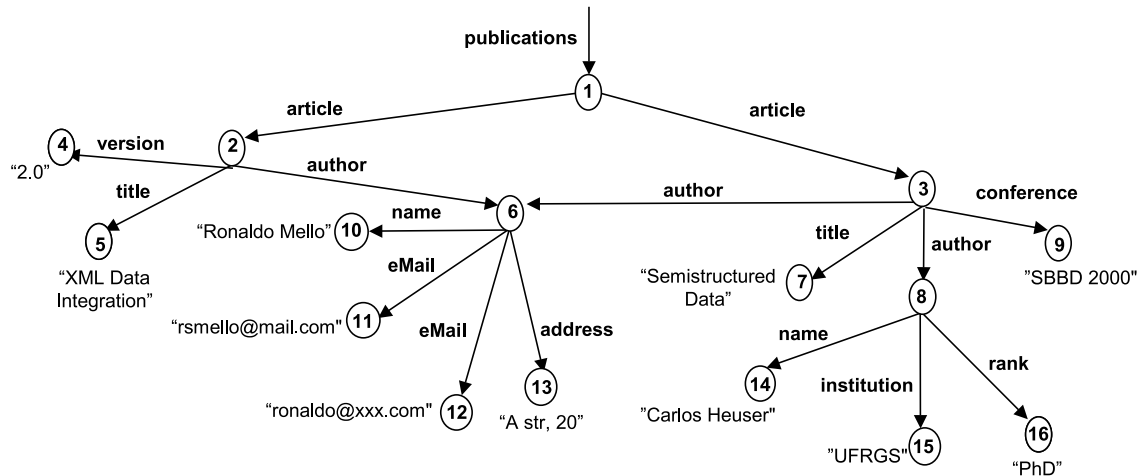 publications
1
article
article
4
version
2
“2.0”
author
title
3
conference
author
6
name
10
“Ronaldo Mello”
5
title
author
9
“XML Data
Integration”
eMail
“Semistructured
Data”
7
”SBBD 2000"
8
“rsmello@mail.com"
11
eMail
address
name
rank
13
14
institution
“ronaldo@xxx.com"
12
“A str, 20”
”Carlos Heuser"
16
”UFRGS"
15
“PhD”